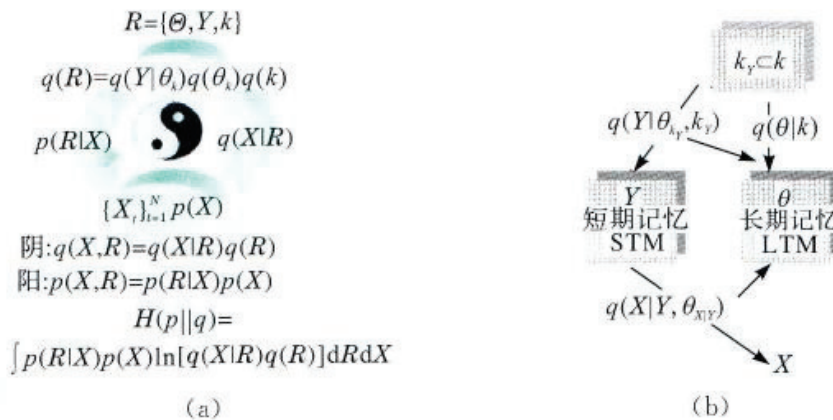 R={Θ,Y,k}
q(R)=q(Y|θ_k)q(θ_k)q(k)
p(R|X) q(X|R)
{X_t}_{t=1}^N p(X)
阴:q(X,R)=q(X|R)q(R)
阳:p(X,R)=p(R|X)p(X)
H(p||q)=
∫p(R|X)p(X)ln[q(X|R)q(R)]dRdX
(a)
k_Y⊂k
q(Y|θ_{k_Y},k_Y) q(θ|k)
Y
短期记忆
STM
θ
长期记忆
LTM
q(X|Y,θ_{X|Y})
X
(b)